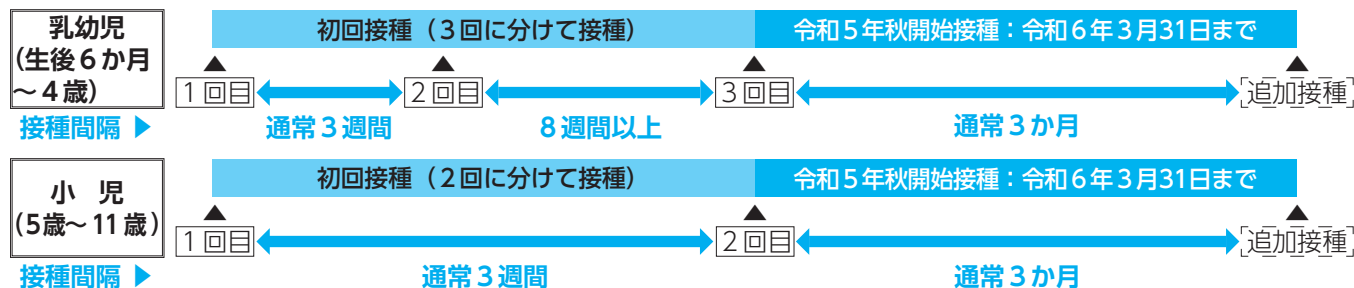 乳幼児
(生後６か月
～４歳)
初回接種（３回に分けて接種） 令和５年秋開始接種：令和６年３月31日まで
▲ ▲ ▲ ▲
１回目 ２回目 ３回目 追加接種
接種間隔 ▶ 通常３週間 ８週間以上 通常３か月
小　児
(5歳～11歳)
初回接種（２回に分けて接種） 令和５年秋開始接種：令和６年３月31日まで
▲ ▲ ▲
１回目 ２回目 追加接種
接種間隔 ▶ 通常３週間 通常３か月